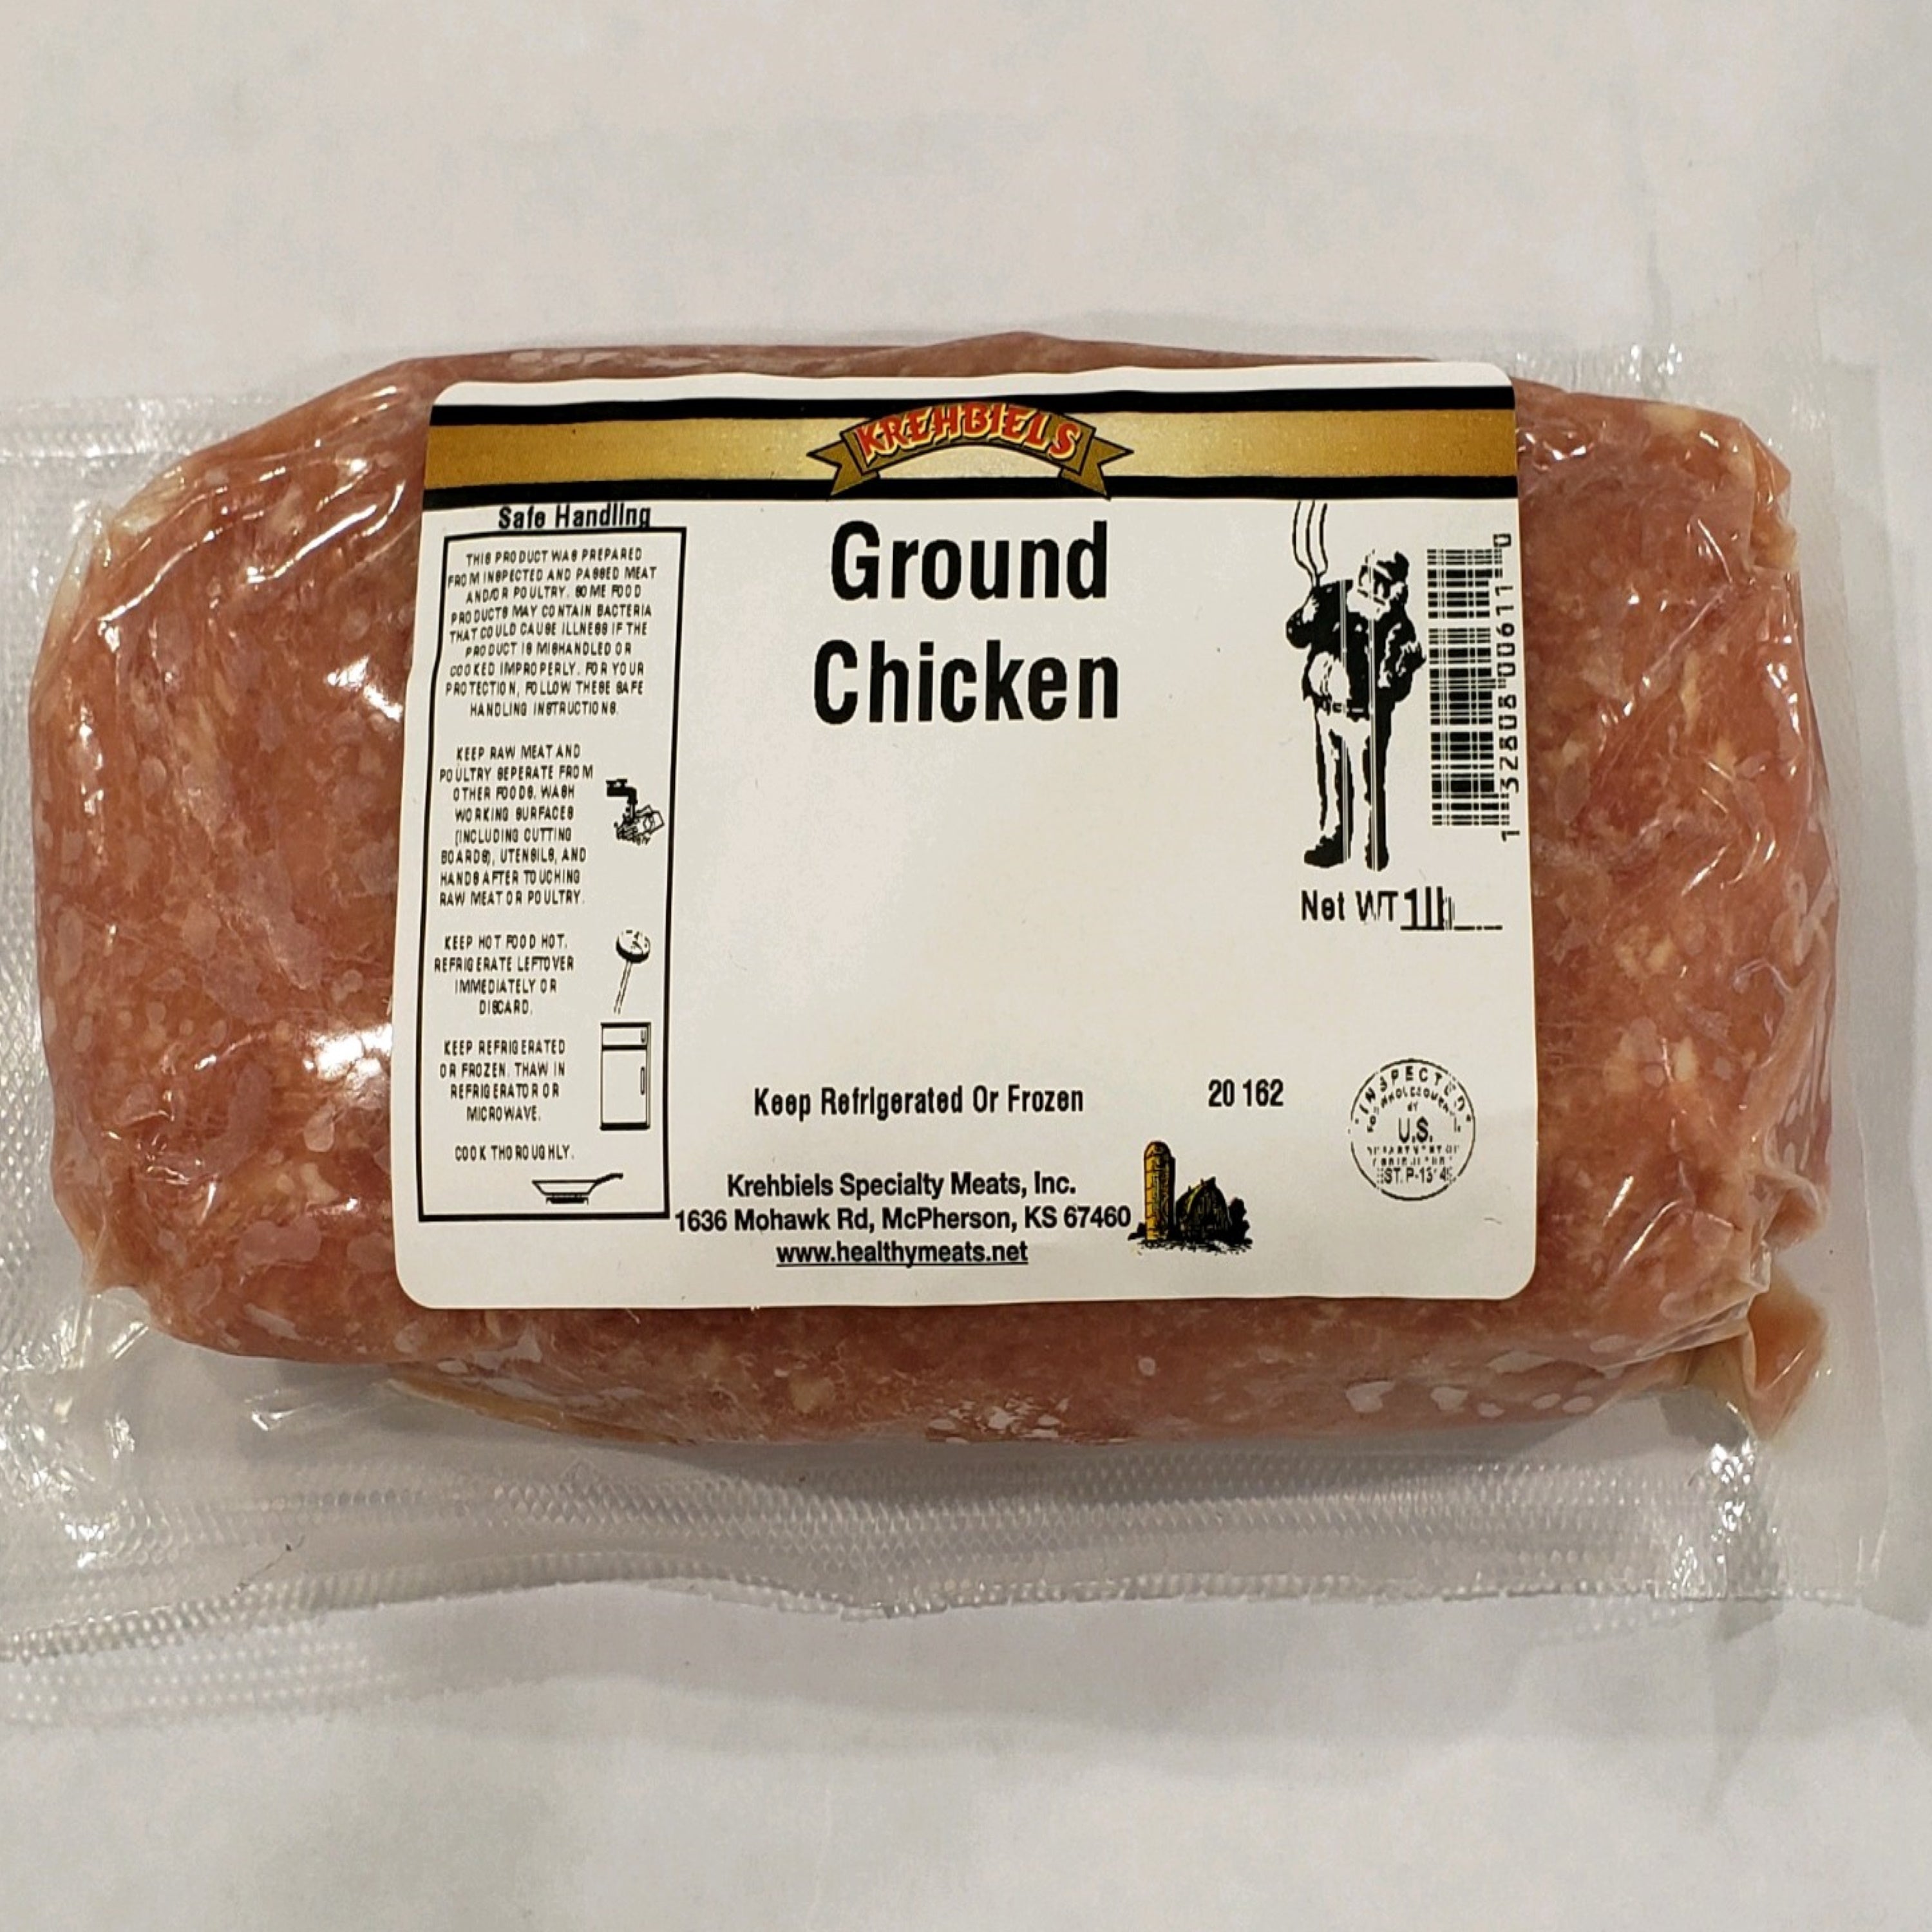 KREHBIELS
Safe Handling
THIS PRODUCT WAS PREPARED
FROM INSPECTED AND PASSED MEAT
AND/OR POULTRY. SOME FOOD
PRODUCTS MAY CONTAIN BACTERIA
THAT COULD CAUSE ILLNESS IF THE
PRODUCT IS MISHANDLED OR
COOKED IMPROPERLY. FOR YOUR
PROTECTION, FOLLOW THESE SAFE
HANDLING INSTRUCTIONS.
KEEP RAW MEAT AND
POULTRY SEPERATE FROM
OTHER FOODS. WASH
WORKING SURFACES
(INCLUDING CUTTING
BOARDS), UTENSILS, AND
HANDS AFTER TOUCHING
RAW MEAT OR POULTRY.
KEEP HOT FOOD HOT.
REFRIGERATE LEFTOVER
IMMEDIATELY OR
DISCARD.
KEEP REFRIGERATED
OR FROZEN. THAW IN
REFRIGERATOR OR
MICROWAVE.
COOK THOROUGHLY.
Ground
Chicken
1 32808 00611 0
Net WT 1lb
Keep Refrigerated Or Frozen
20 162
INSPECTED
BY
U.S.
Krehbiels Specialty Meats, Inc.
1636 Mohawk Rd, McPherson, KS 67460
www.healthymeats.net